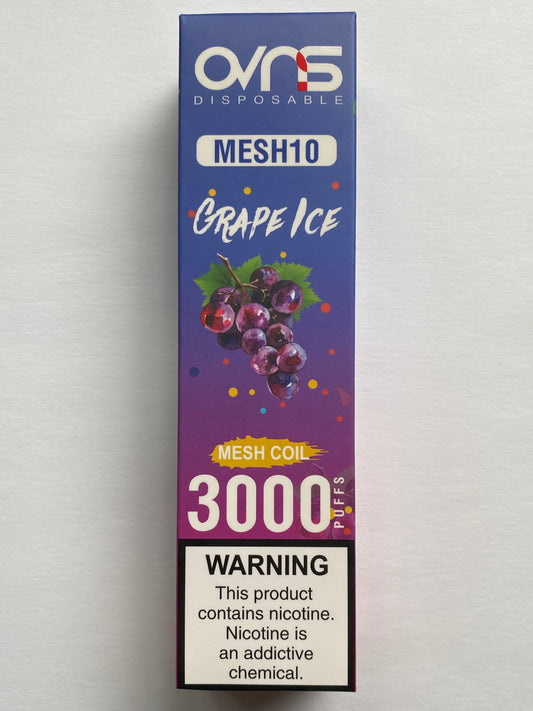 OVNS
DISPOSABLE
MESH10
GRAPE ICE
MESH COIL
3000 PUFFS
WARNING
This product
contains nicotine.
Nicotine is
an addictive
chemical.